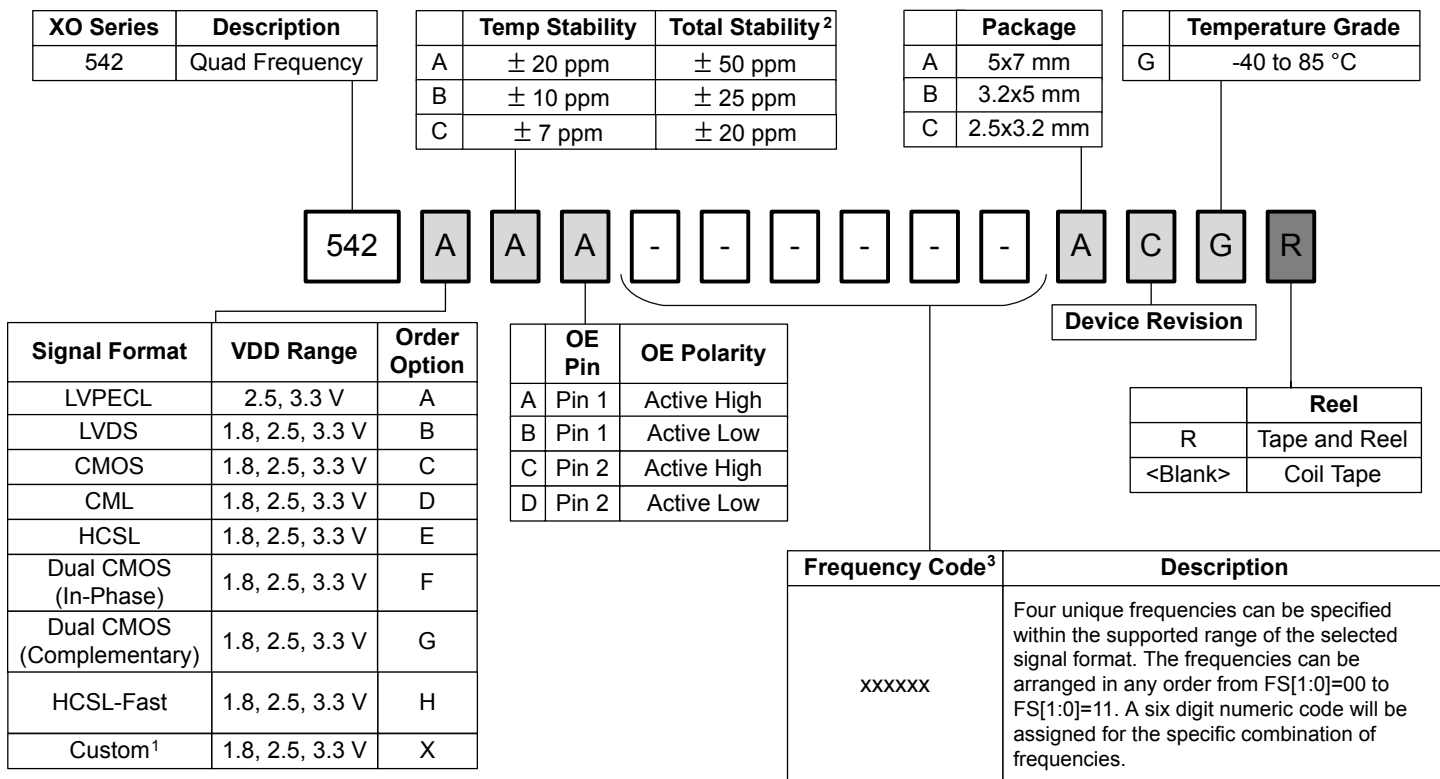 XO Series Description
542 Quad Frequency
Temp Stability Total Stability²
A ± 20 ppm ± 50 ppm
B ± 10 ppm ± 25 ppm
C ± 7 ppm ± 20 ppm
Package
A 5x7 mm
B 3.2x5 mm
C 2.5x3.2 mm
Temperature Grade
G -40 to 85 °C
542 A A A - - - - - - A C G R
Signal Format VDD Range Order Option
LVPECL 2.5, 3.3 V A
LVDS 1.8, 2.5, 3.3 V B
CMOS 1.8, 2.5, 3.3 V C
CML 1.8, 2.5, 3.3 V D
HCSL 1.8, 2.5, 3.3 V E
Dual CMOS (In-Phase) 1.8, 2.5, 3.3 V F
Dual CMOS (Complementary) 1.8, 2.5, 3.3 V G
HCSL-Fast 1.8, 2.5, 3.3 V H
Custom¹ 1.8, 2.5, 3.3 V X
OE Pin OE Polarity
A Pin 1 Active High
B Pin 1 Active Low
C Pin 2 Active High
D Pin 2 Active Low
Device Revision
Reel
R Tape and Reel
<Blank> Coil Tape
Frequency Code³ Description
xxxxxx
Four unique frequencies can be specified
within the supported range of the selected
signal format. The frequencies can be
arranged in any order from FS[1:0]=00 to
FS[1:0]=11. A six digit numeric code will be
assigned for the specific combination of
frequencies.